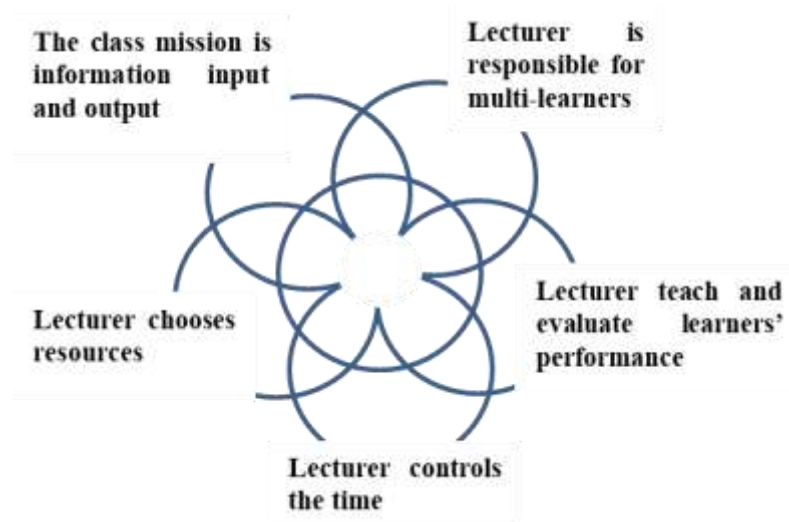 The class mission is
information input
and output
Lecturer is
responsible for
multi-learners
Lecturer teach and
evaluate learners’
performance
Lecturer chooses
resources
Lecturer controls
the time